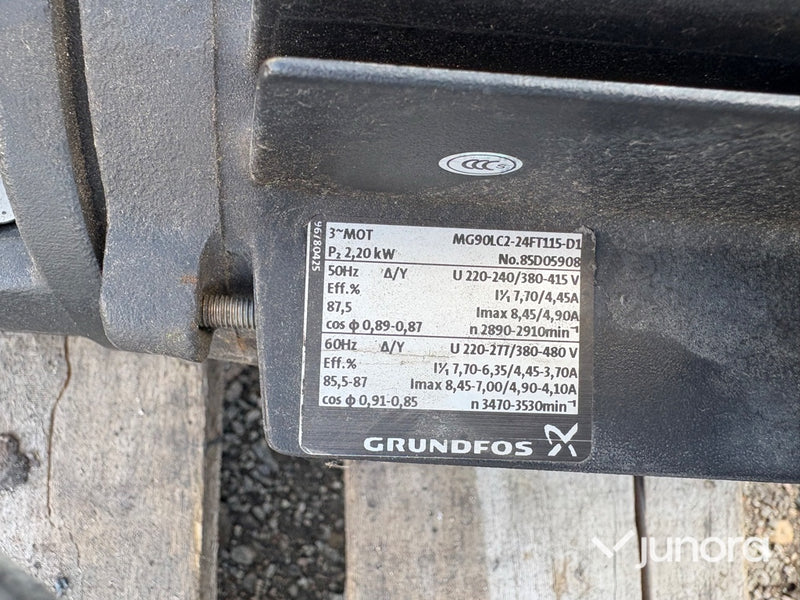 CCC S
96780425
3~MOT MG90LC2-24FT115-D1
P₂ 2,20 kW No.85D05908
50Hz Δ/Y U 220-240/380-415 V
Eff.% I¹/₁ 7,70/4,45A
87,5 Imax 8,45/4,90A
cos φ 0,89-0,87 n 2890-2910min⁻¹
60Hz Δ/Y U 220-277/380-480 V
Eff.% I¹/₁ 7,70-6,35/4,45-3,70A
85,5-87 Imax 8,45-7,00/4,90-4,10A
cos φ 0,91-0,85 n 3470-3530min⁻¹
GRUNDFOS
junora